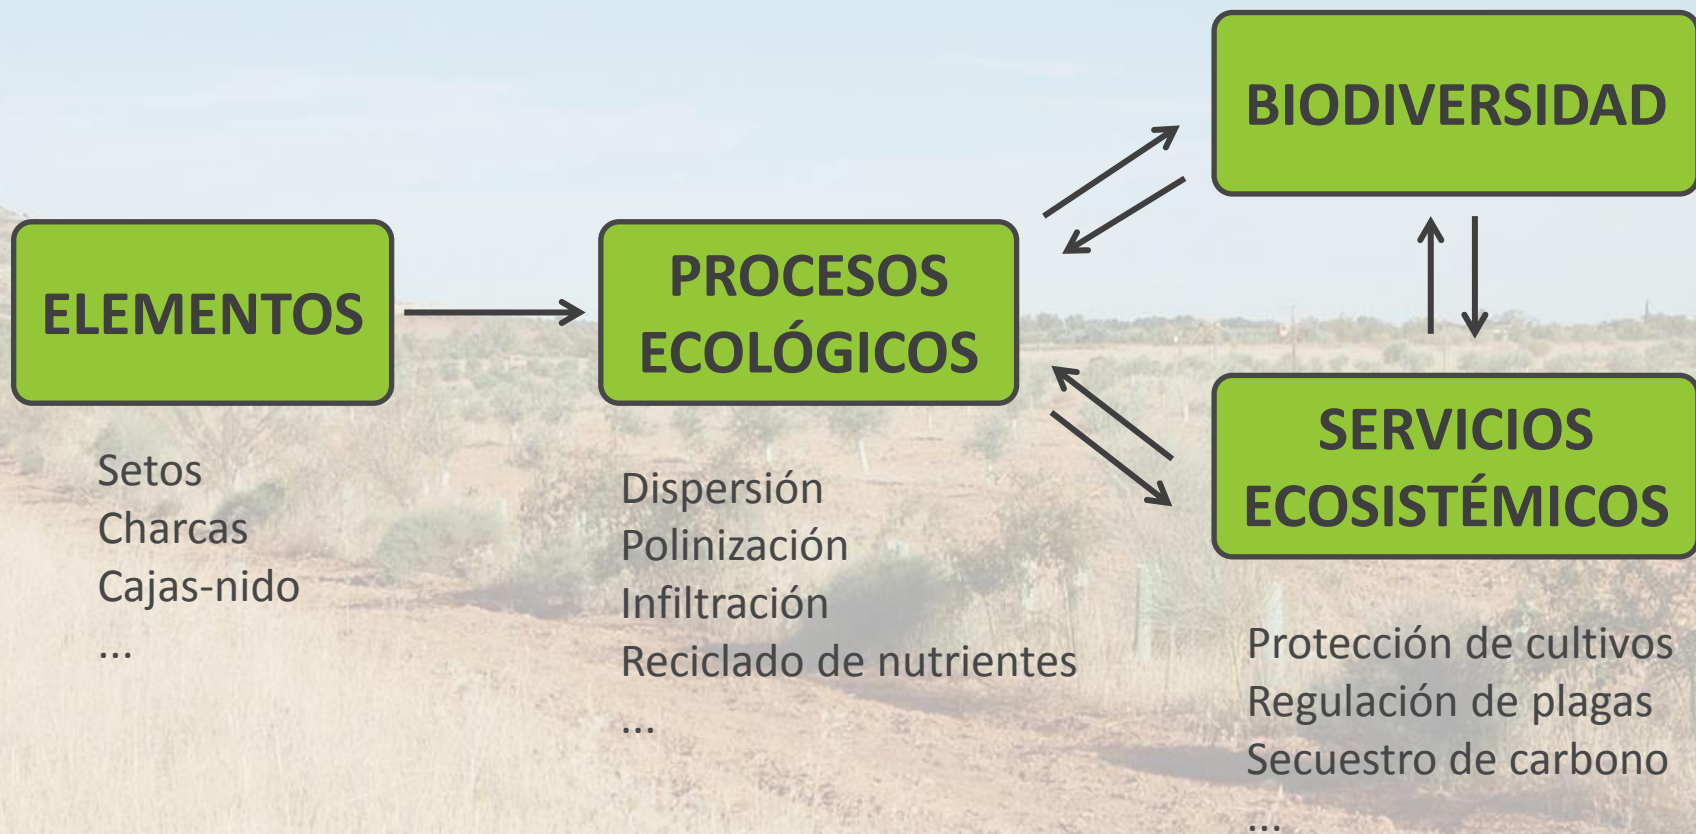 BIODIVERSIDAD
ELEMENTOS
PROCESOS
ECOLÓGICOS
SERVICIOS
ECOSISTÉMICOS
Setos
Charcas
Cajas-nido
...
Dispersión
Polinización
Infiltración
Reciclado de nutrientes
...
Protección de cultivos
Regulación de plagas
Secuestro de carbono
...